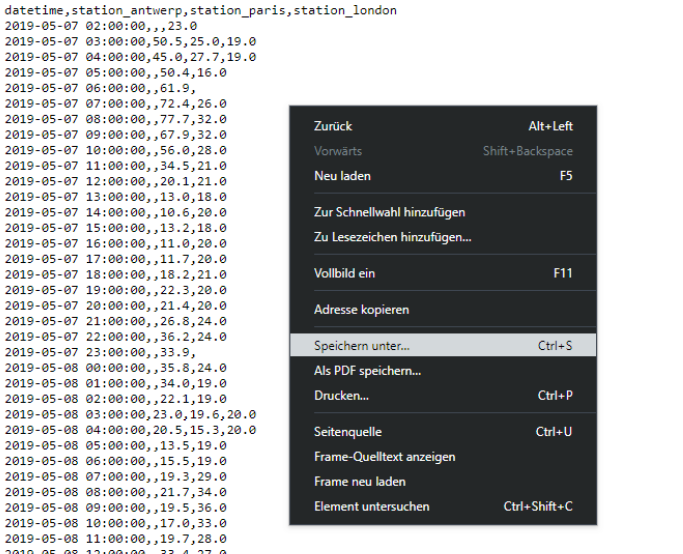 datetime,station_antwerp,station_paris,station_london
2019-05-07 02:00:00,,,23.0
2019-05-07 03:00:00,50.5,25.0,19.0
2019-05-07 04:00:00,45.0,27.7,19.0
2019-05-07 05:00:00,,50.4,16.0
2019-05-07 06:00:00,,61.9,
2019-05-07 07:00:00,,72.4,26.0
2019-05-07 08:00:00,,77.7,32.0
2019-05-07 09:00:00,,67.9,32.0
2019-05-07 10:00:00,,56.0,28.0
2019-05-07 11:00:00,,34.5,21.0
2019-05-07 12:00:00,,20.1,21.0
2019-05-07 13:00:00,,13.0,18.0
2019-05-07 14:00:00,,10.6,20.0
2019-05-07 15:00:00,,13.2,18.0
2019-05-07 16:00:00,,11.0,20.0
2019-05-07 17:00:00,,11.7,20.0
2019-05-07 18:00:00,,18.2,21.0
2019-05-07 19:00:00,,22.3,20.0
2019-05-07 20:00:00,,21.4,20.0
2019-05-07 21:00:00,,26.8,24.0
2019-05-07 22:00:00,,36.2,24.0
2019-05-07 23:00:00,,33.9,
2019-05-08 00:00:00,,35.8,24.0
2019-05-08 01:00:00,,34.0,19.0
2019-05-08 02:00:00,,22.1,19.0
2019-05-08 03:00:00,23.0,19.6,20.0
2019-05-08 04:00:00,20.5,15.3,20.0
2019-05-08 05:00:00,,13.5,19.0
2019-05-08 06:00:00,,15.5,19.0
2019-05-08 07:00:00,,19.3,29.0
2019-05-08 08:00:00,,21.7,34.0
2019-05-08 09:00:00,,19.5,36.0
2019-05-08 10:00:00,,17.0,33.0
2019-05-08 11:00:00,,19.7,28.0
2019-05-08 12:00:00,,33.4,27.0
Zurück Alt+Left
Vorwärts Shift+Backspace
Neu laden F5
Zur Schnellwahl hinzufügen
Zu Lesezeichen hinzufügen...
Vollbild ein F11
Adresse kopieren
Speichern unter... Ctrl+S
Als PDF speichern...
Drucken... Ctrl+P
Seitenquelle Ctrl+U
Frame-Quelltext anzeigen
Frame neu laden
Element untersuchen Ctrl+Shift+C